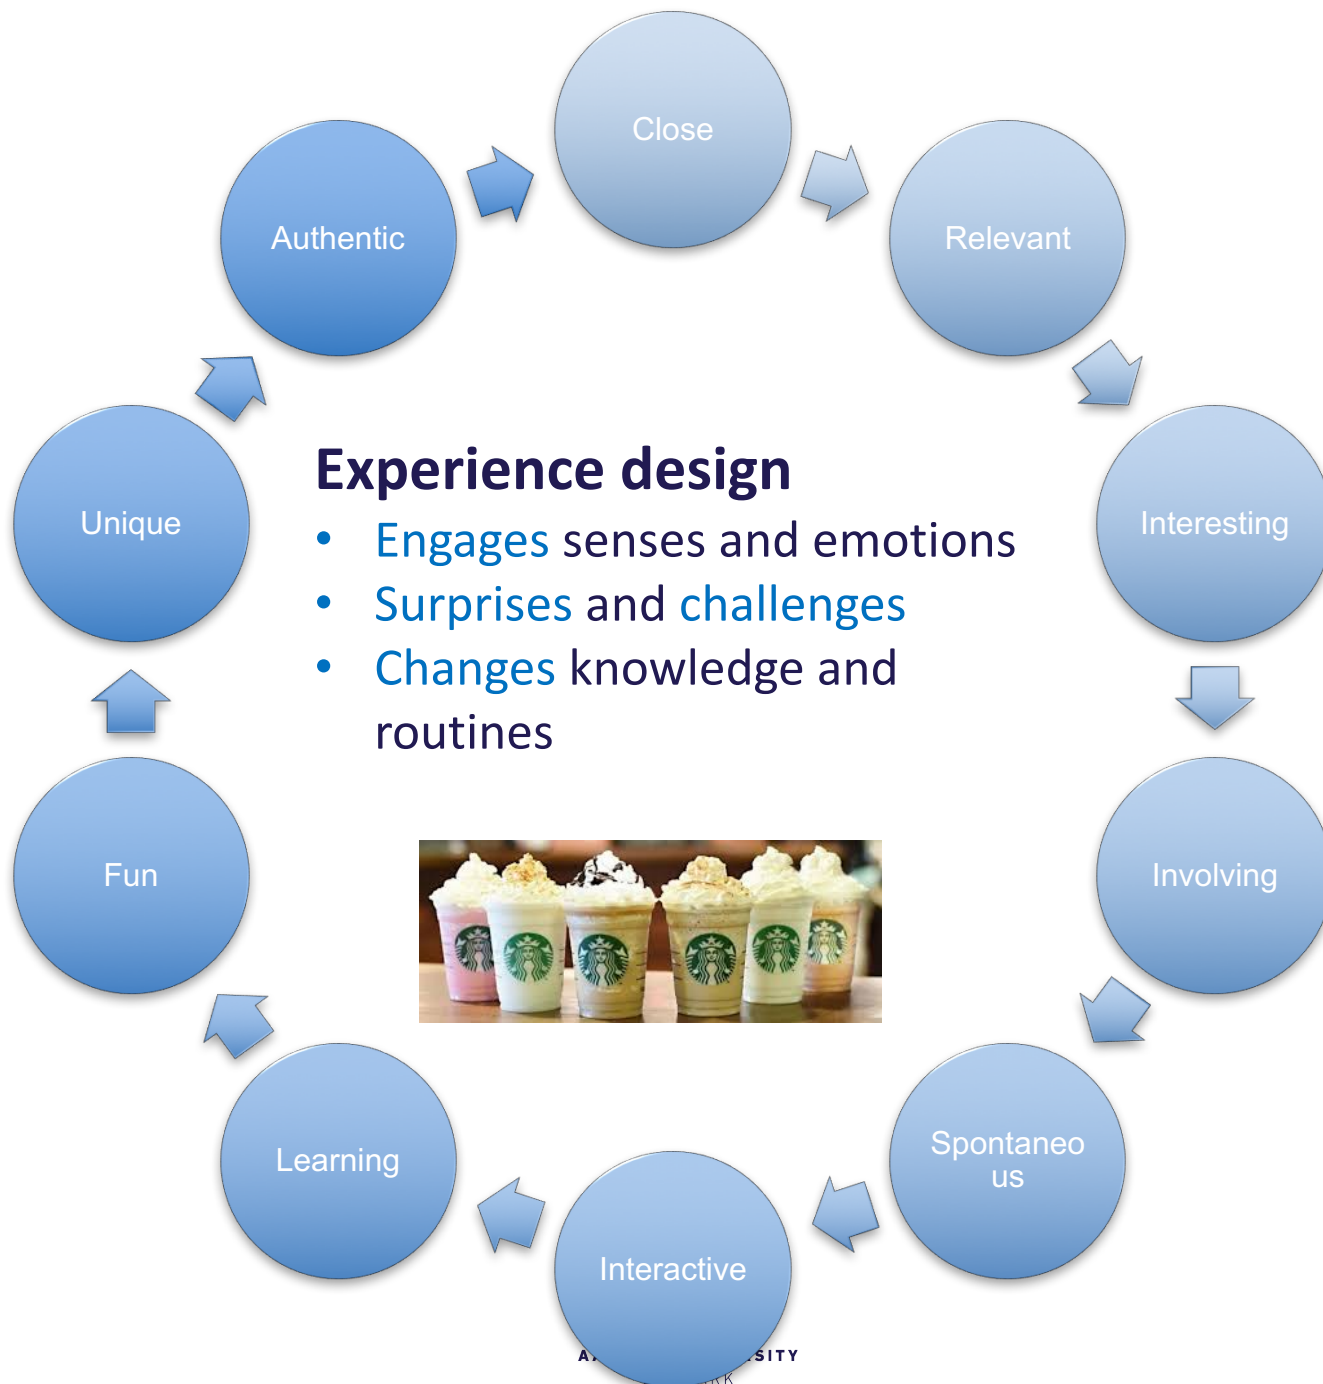 Close
Authentic
Relevant
Experience design
• Engages senses and emotions
• Surprises and challenges
• Changes knowledge and
routines
Unique
Interesting
Fun
Involving
Learning
Spontaneo
us
Interactive